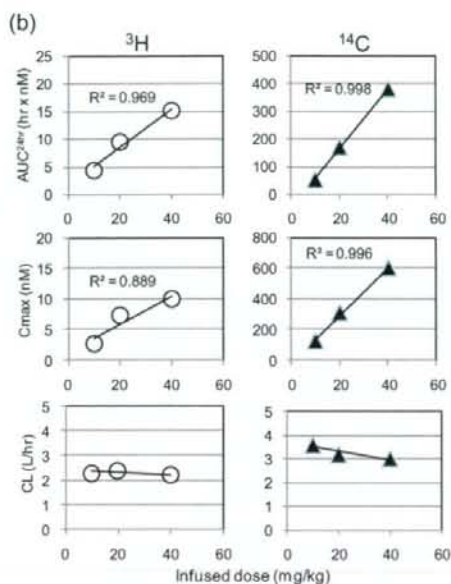 (b)
³H
¹⁴C
AUC²⁴ʰʳ (hr x nM)
25
20
15
10
5
0
R² = 0.969
0 20 40 60
500
400
300
200
100
0
R² = 0.998
0 20 40 60
Cmax (nM)
20
15
10
5
0
R² = 0.889
0 20 40 60
800
600
400
200
0
R² = 0.996
0 20 40 60
CL (L/hr)
5
4
3
2
1
0
0 20 40 60
5
4
3
2
1
0
0 20 40 60
Infused dose (mg/kg)